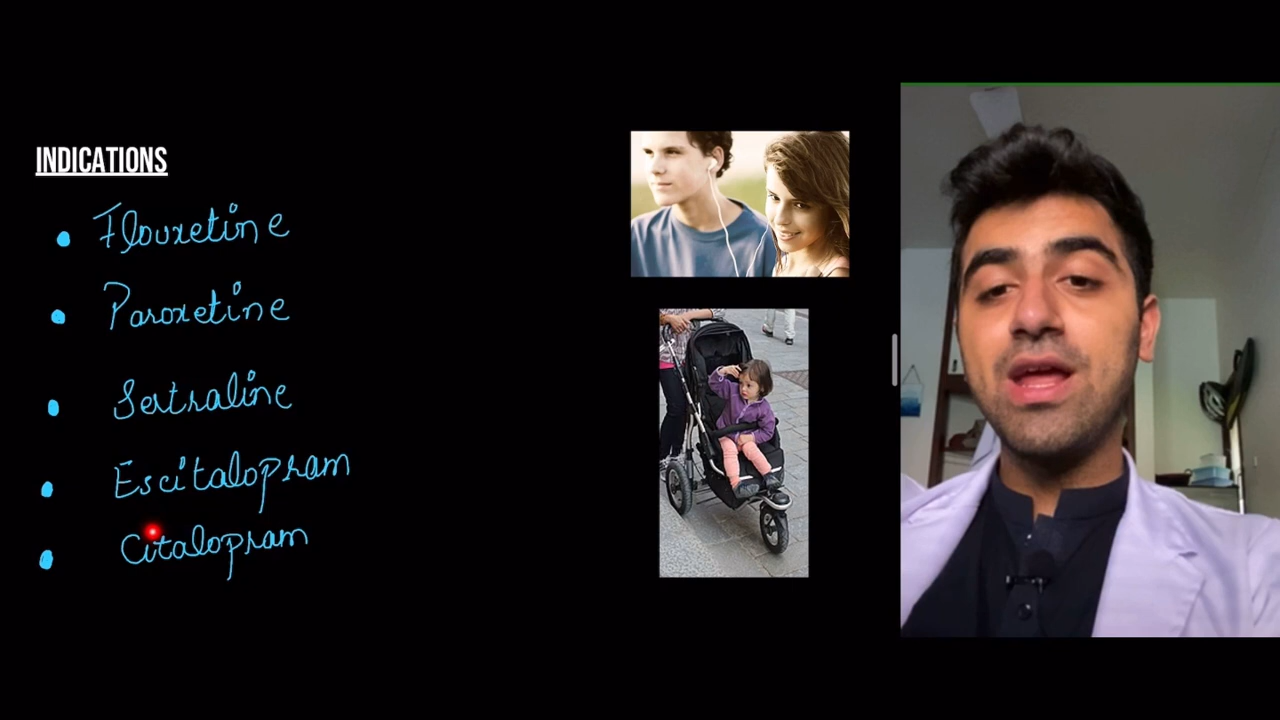 INDICATIONS
• Flouxetine
• Paroxetine
• Sertraline
• Escitalopram
• Citalopram